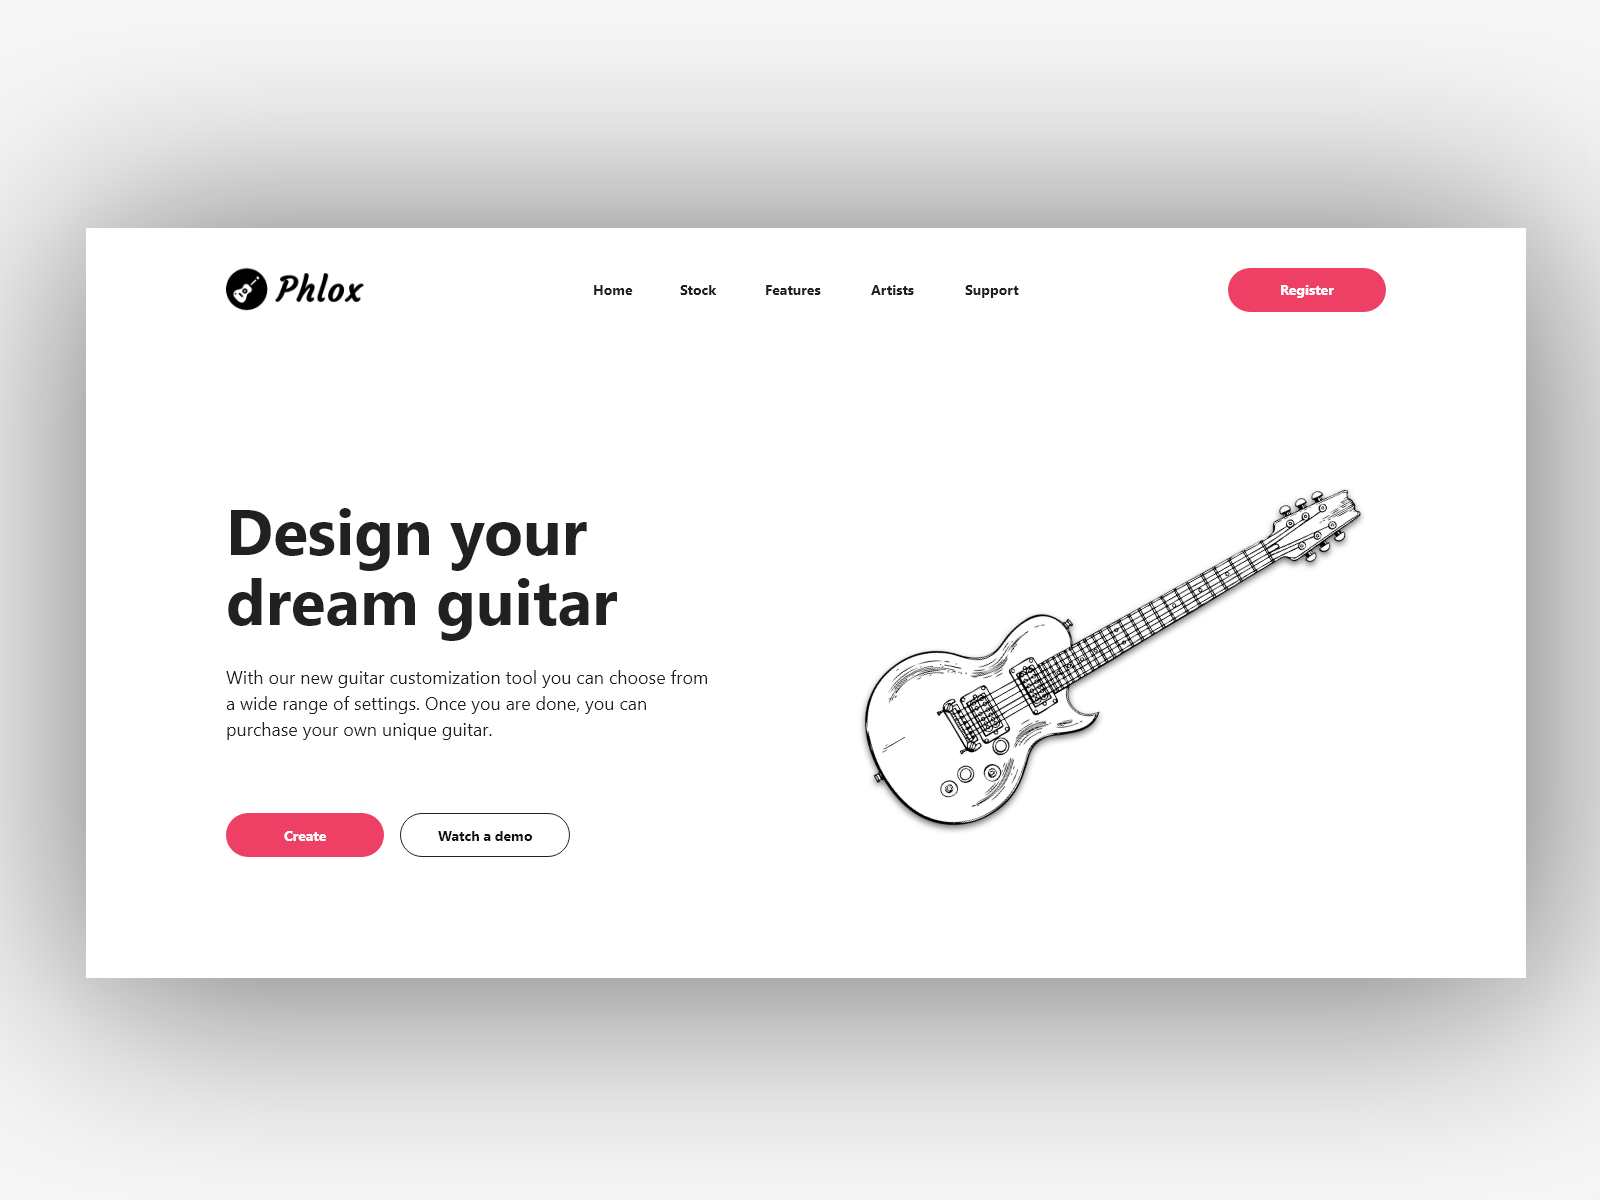 Phlox
Home Stock Features Artists Support
Register
Design your
dream guitar
With our new guitar customization tool you can choose from
a wide range of settings. Once you are done, you can
purchase your own unique guitar.
Create
Watch a demo